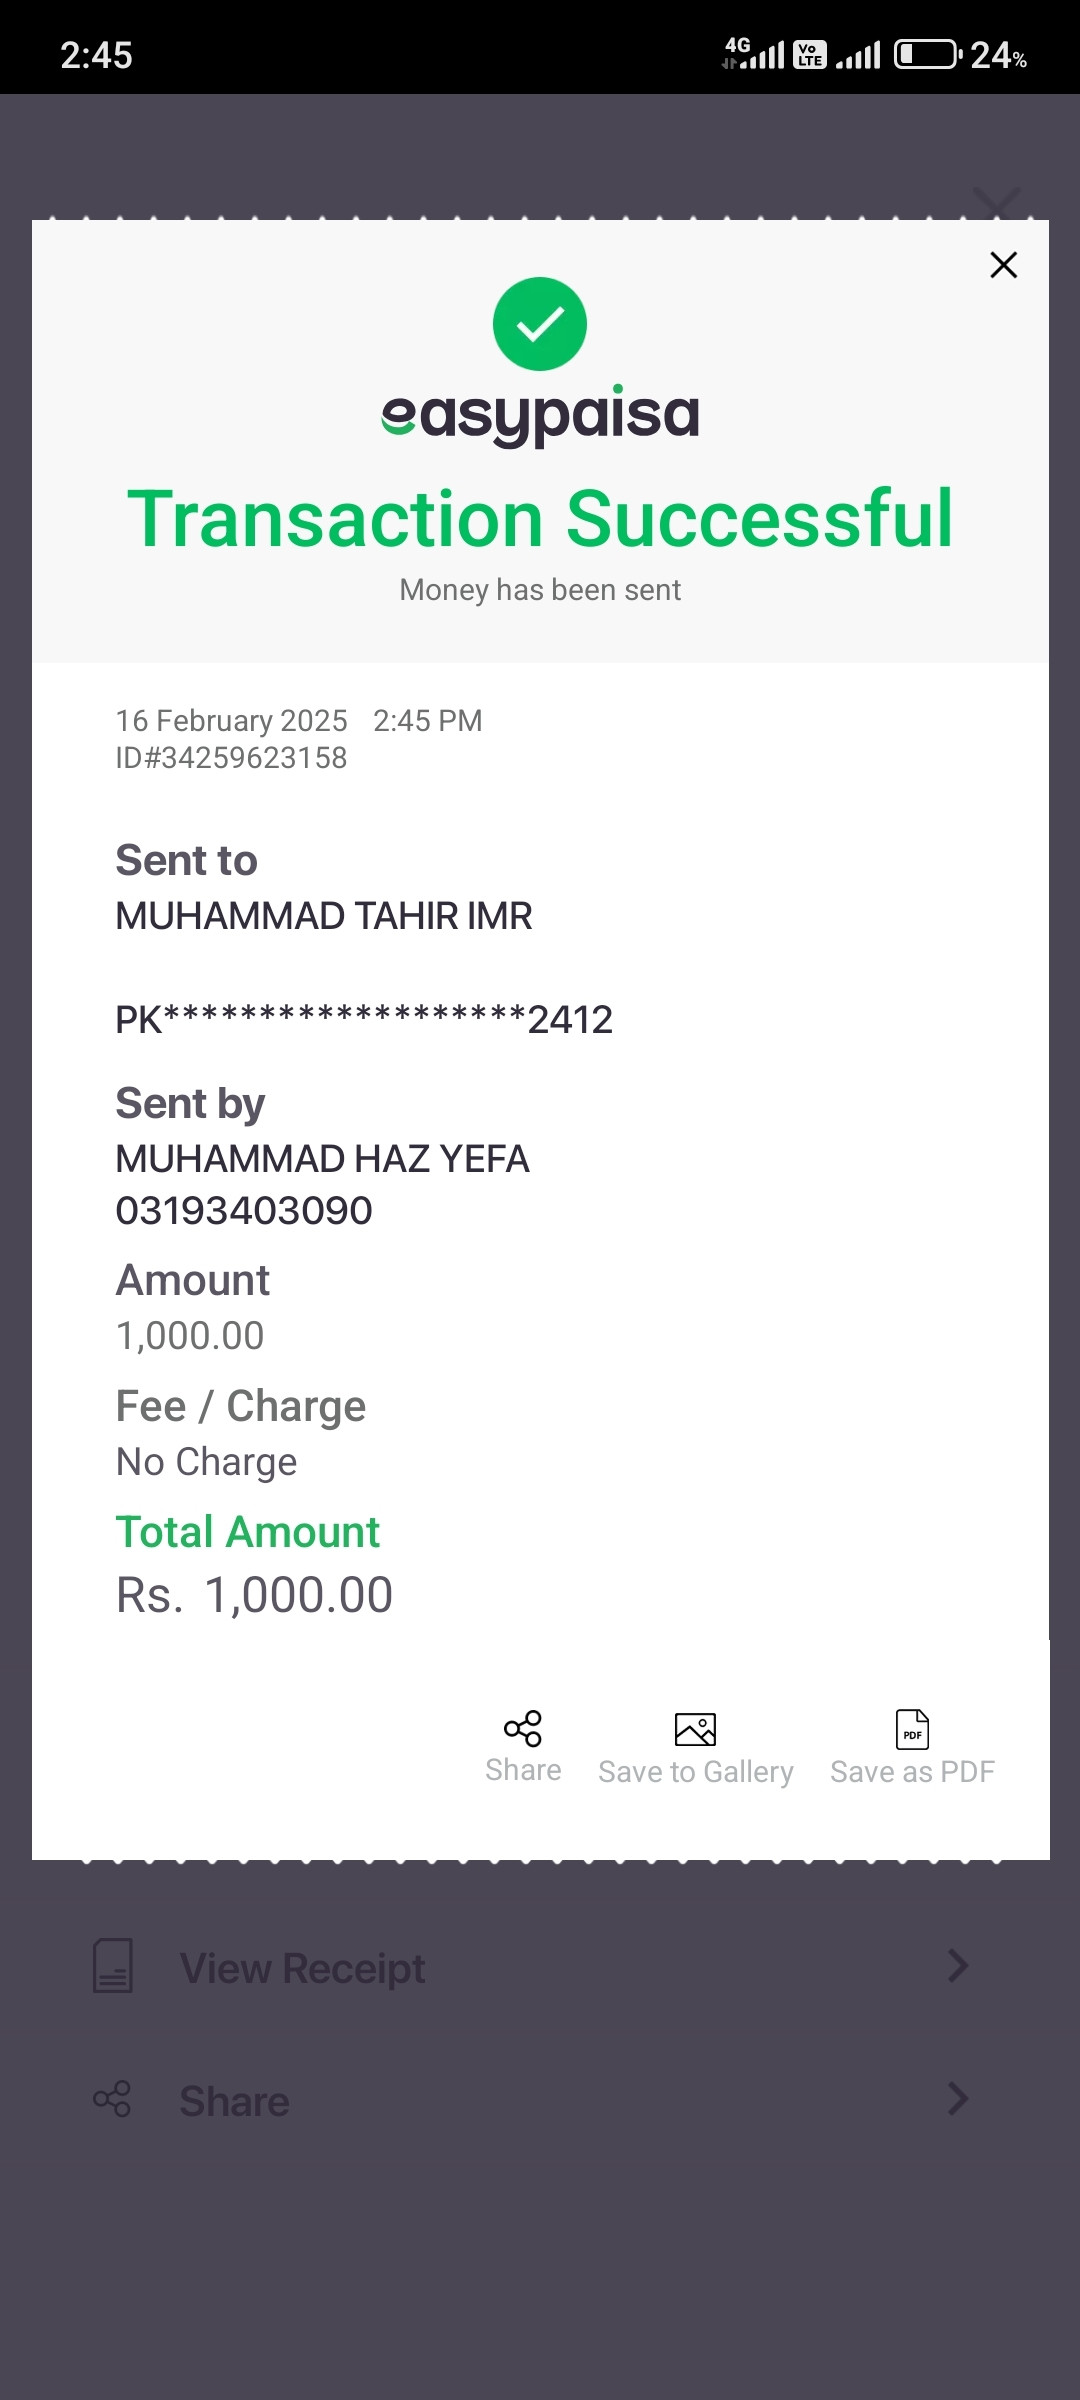 2:45
4G
Vo
LTE
24%
easypaisa
Transaction Successful
Money has been sent
16 February 2025 2:45 PM
ID#34259623158
Sent to
MUHAMMAD TAHIR IMR
PK*******************2412
Sent by
MUHAMMAD HAZ YEFA
03193403090
Amount
1,000.00
Fee / Charge
No Charge
Total Amount
Rs. 1,000.00
PDF
Share Save to Gallery Save as PDF
View Receipt
Share